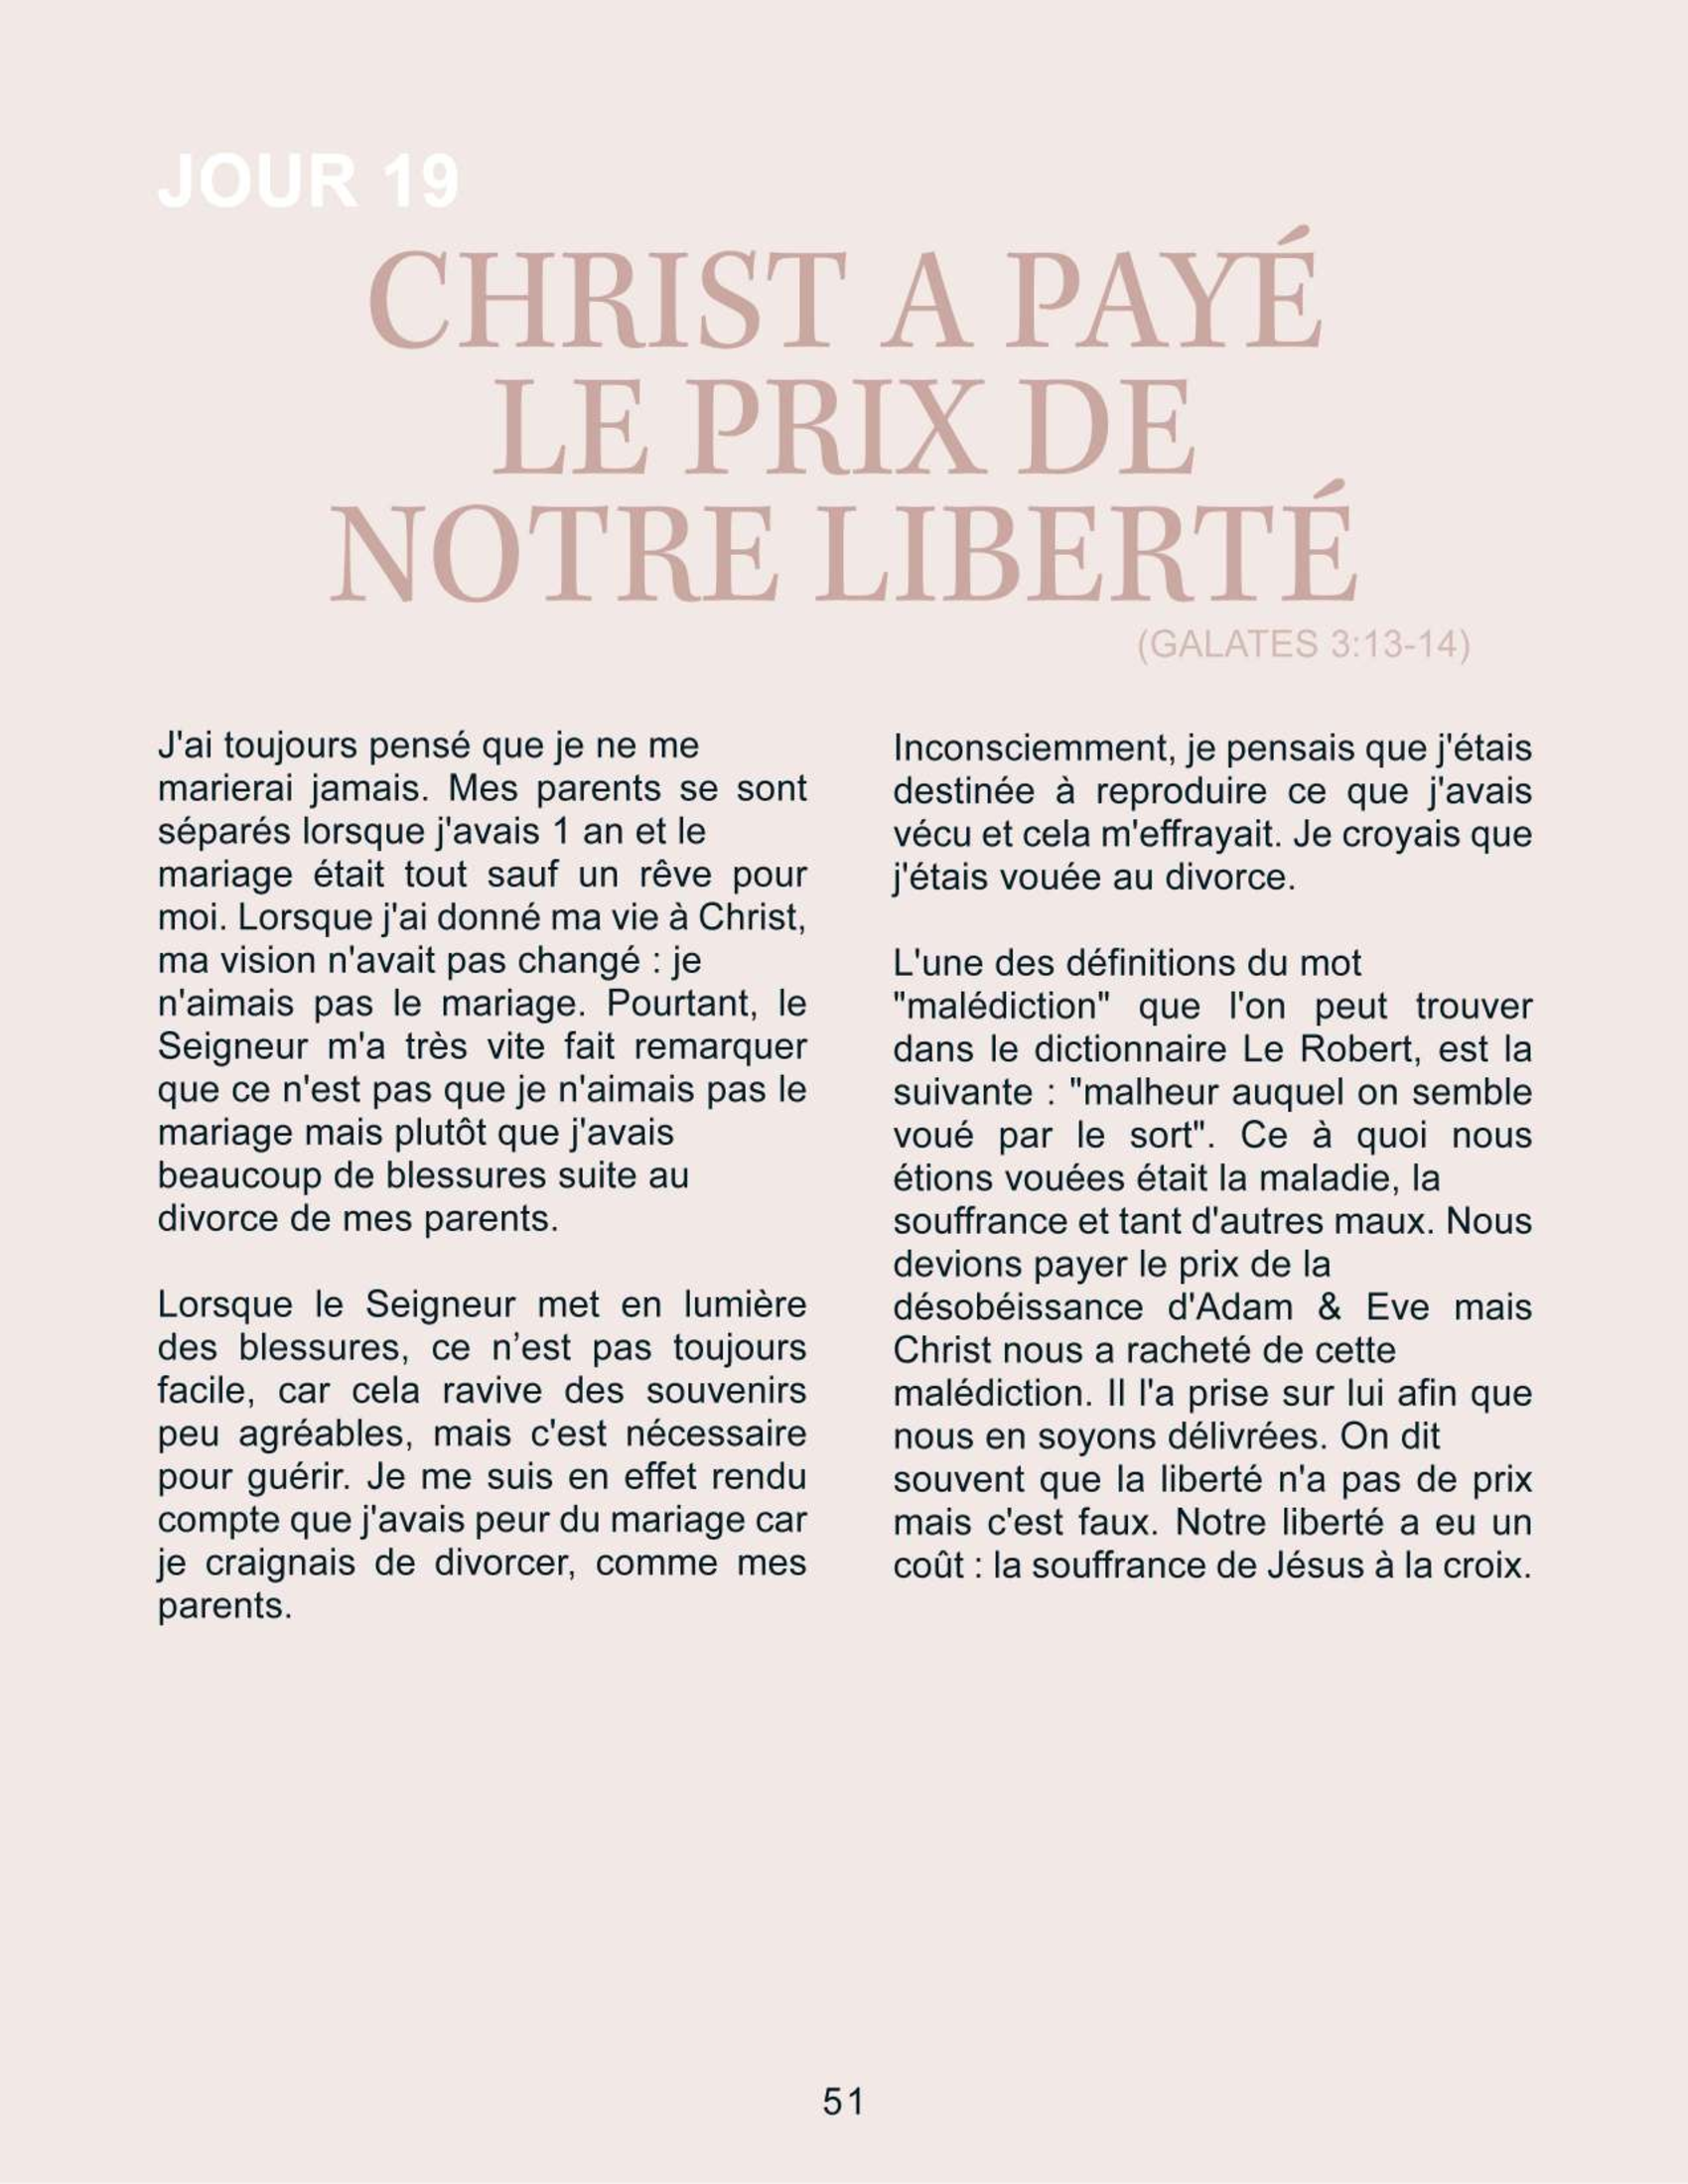 JOUR 19
CHRIST A PAYÉ
LE PRIX DE
NOTRE LIBERTÉ
(GALATES 3:13-14)
J'ai toujours pensé que je ne me
marierai jamais. Mes parents se sont
séparés lorsque j'avais 1 an et le
mariage était tout sauf un rêve pour
moi. Lorsque j'ai donné ma vie à Christ,
ma vision n'avait pas changé : je
n'aimais pas le mariage. Pourtant, le
Seigneur m'a très vite fait remarquer
que ce n'est pas que je n'aimais pas le
mariage mais plutôt que j'avais
beaucoup de blessures suite au
divorce de mes parents.
Lorsque le Seigneur met en lumière
des blessures, ce n’est pas toujours
facile, car cela ravive des souvenirs
peu agréables, mais c'est nécessaire
pour guérir. Je me suis en effet rendu
compte que j'avais peur du mariage car
je craignais de divorcer, comme mes
parents.
Inconsciemment, je pensais que j'étais
destinée à reproduire ce que j'avais
vécu et cela m'effrayait. Je croyais que
j'étais vouée au divorce.
L'une des définitions du mot
"malédiction" que l'on peut trouver
dans le dictionnaire Le Robert, est la
suivante : "malheur auquel on semble
voué par le sort". Ce à quoi nous
étions vouées était la maladie, la
souffrance et tant d'autres maux. Nous
devions payer le prix de la
désobéissance d'Adam & Eve mais
Christ nous a racheté de cette
malédiction. Il l'a prise sur lui afin que
nous en soyons délivrées. On dit
souvent que la liberté n'a pas de prix
mais c'est faux. Notre liberté a eu un
coût : la souffrance de Jésus à la croix.
51